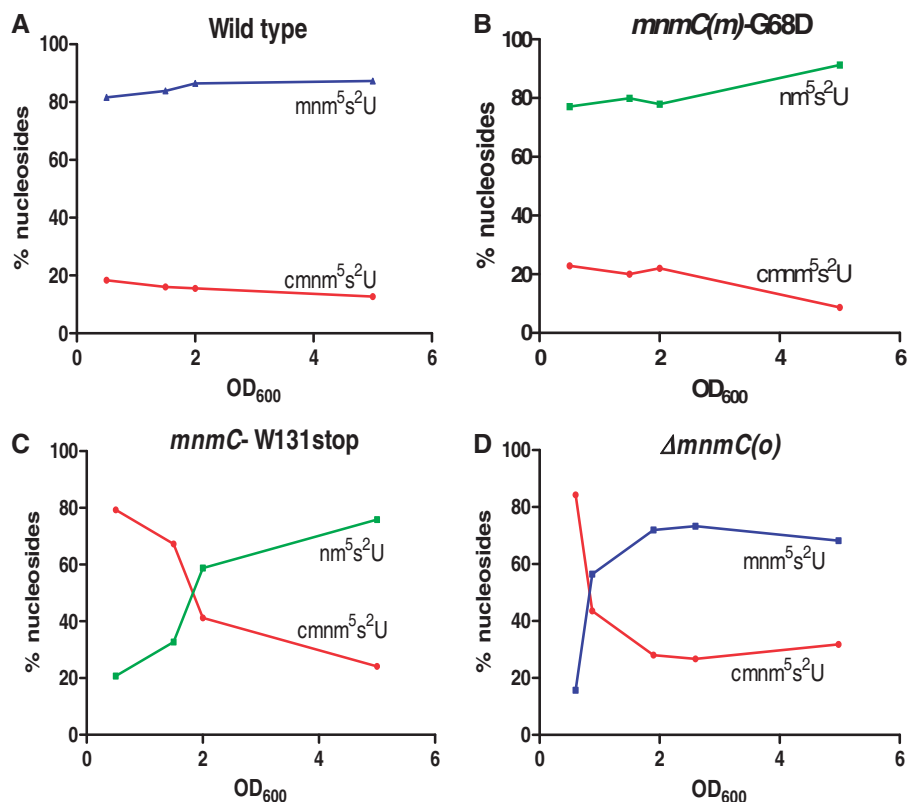 A Wild type
100
80
60
40
20
0
% nucleosides
mnm⁵s²U
cmnm⁵s²U
0 2 4 6
OD₆₀₀
B mnmC(m)-G68D
100
80
60
40
20
0
% nucleosides
nm⁵s²U
cmnm⁵s²U
0 2 4 6
OD₆₀₀
C mnmC- W131stop
100
80
60
40
20
0
% nucleosides
nm⁵s²U
cmnm⁵s²U
0 2 4 6
OD₆₀₀
D ΔmnmC(o)
100
80
60
40
20
0
% nucleosides
mnm⁵s²U
cmnm⁵s²U
0 2 4 6
OD₆₀₀